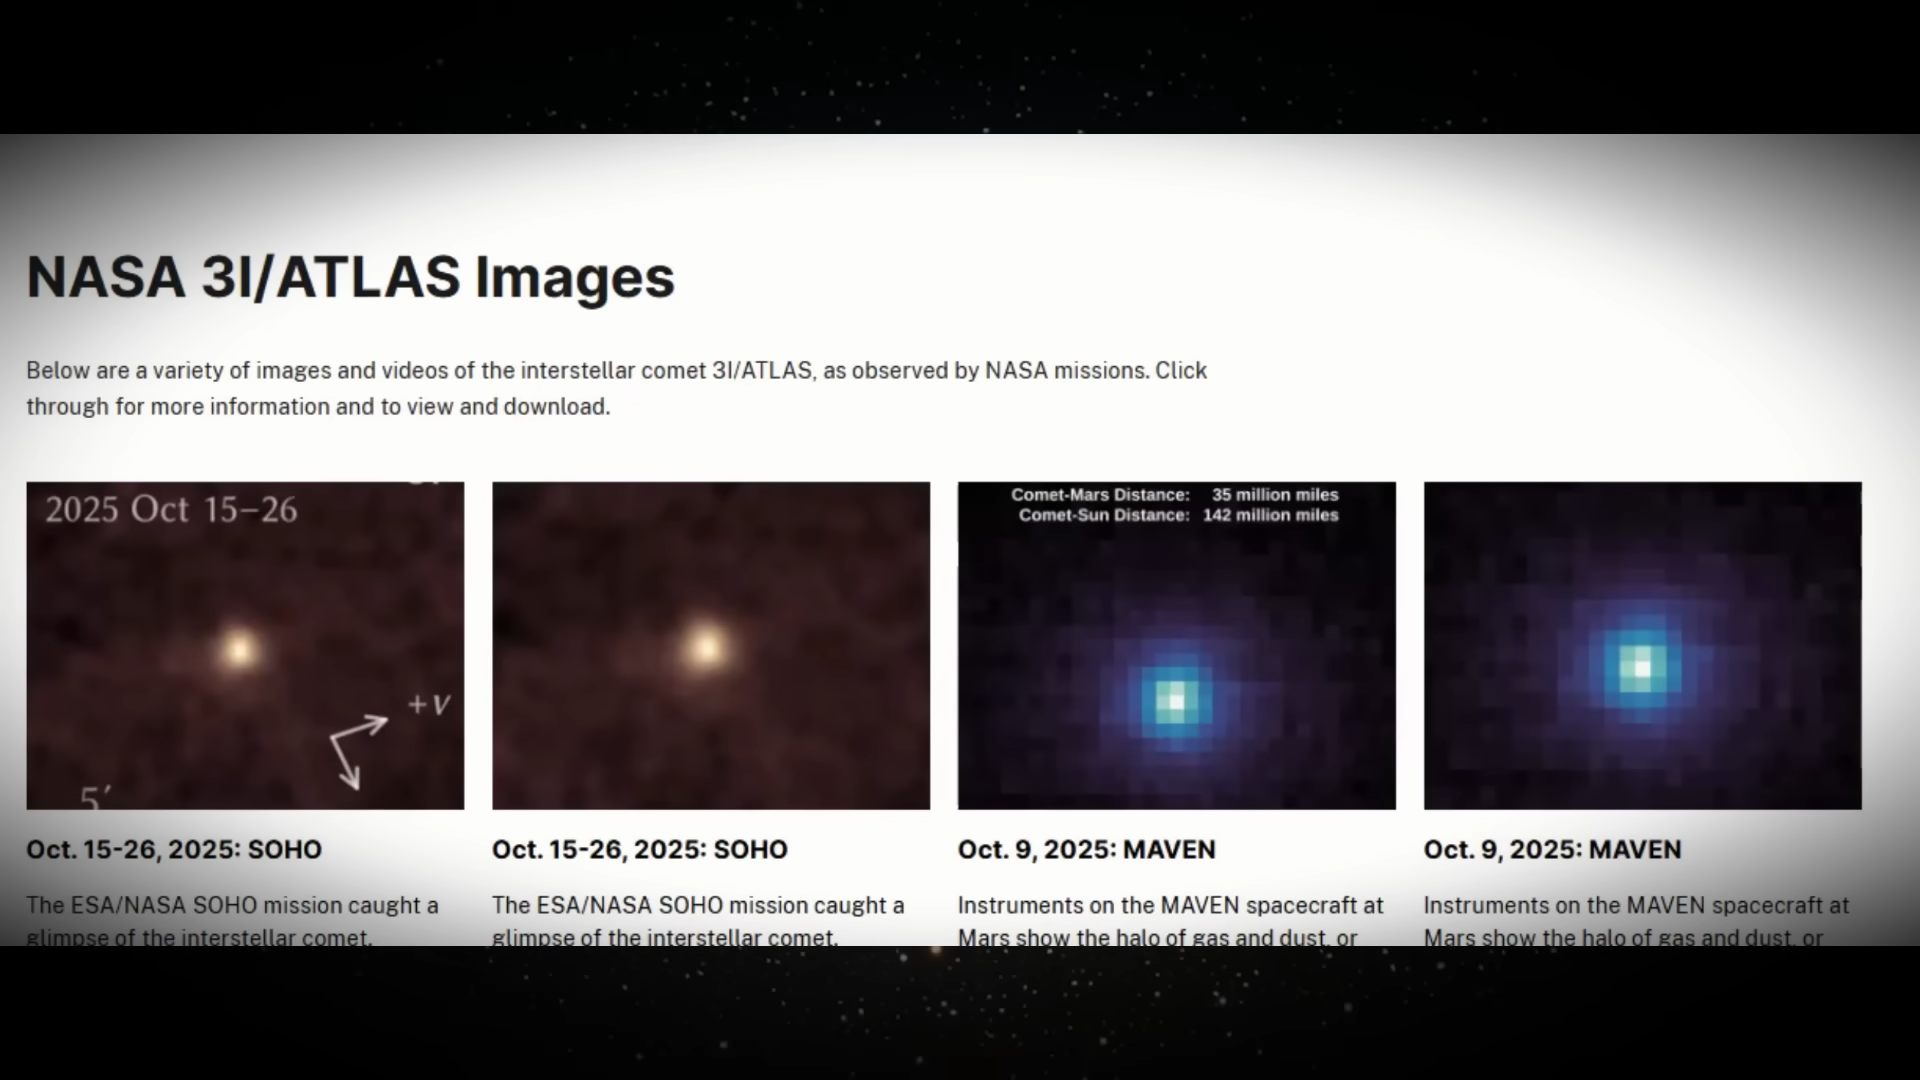 NASA 3I/ATLAS Images
Below are a variety of images and videos of the interstellar comet 3I/ATLAS, as observed by NASA missions. Click
through for more information and to view and download.
2025 Oct 15–26
+v
5′
Comet-Mars Distance: 35 million miles
Comet-Sun Distance: 142 million miles
Oct. 15-26, 2025: SOHO
The ESA/NASA SOHO mission caught a
glimpse of the interstellar comet.
Oct. 15-26, 2025: SOHO
The ESA/NASA SOHO mission caught a
glimpse of the interstellar comet.
Oct. 9, 2025: MAVEN
Instruments on the MAVEN spacecraft at
Mars show the halo of gas and dust, or
Oct. 9, 2025: MAVEN
Instruments on the MAVEN spacecraft at
Mars show the halo of gas and dust, or